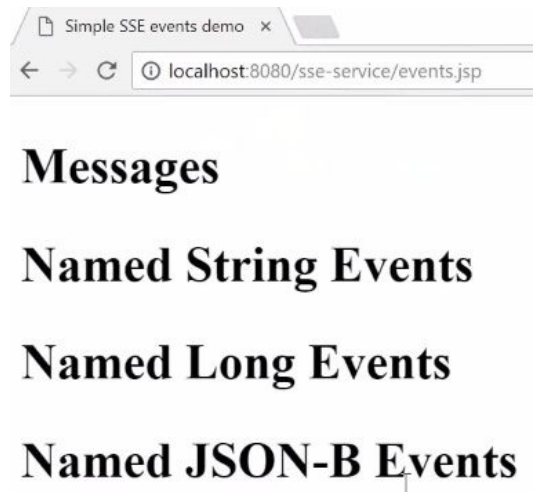 Simple SSE events demo
localhost:8080/sse-service/events.jsp
Messages
Named String Events
Named Long Events
Named JSON-B Events